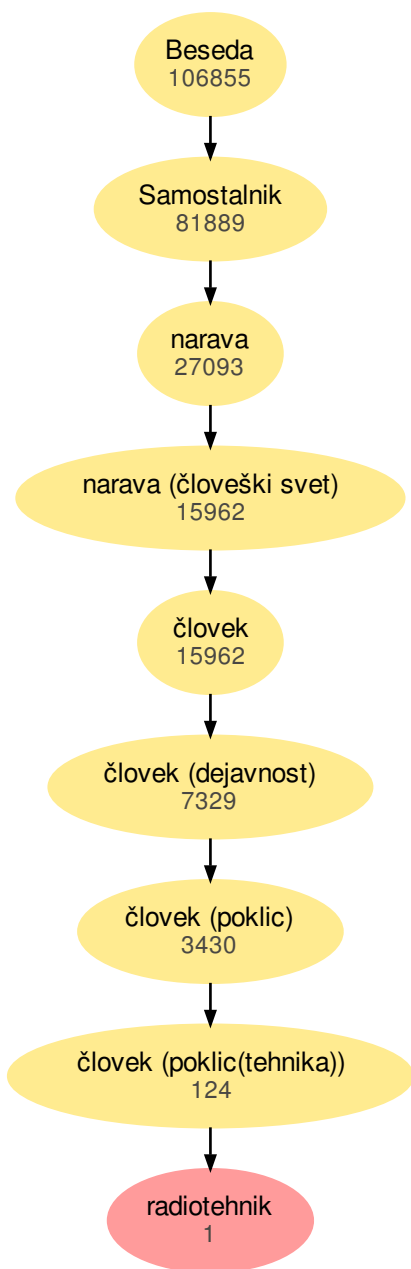 Beseda
106855
Samostalnik
81889
narava
27093
narava (človeški svet)
15962
človek
15962
človek (dejavnost)
7329
človek (poklic)
3430
človek (poklic(tehnika))
124
radiotehnik
1